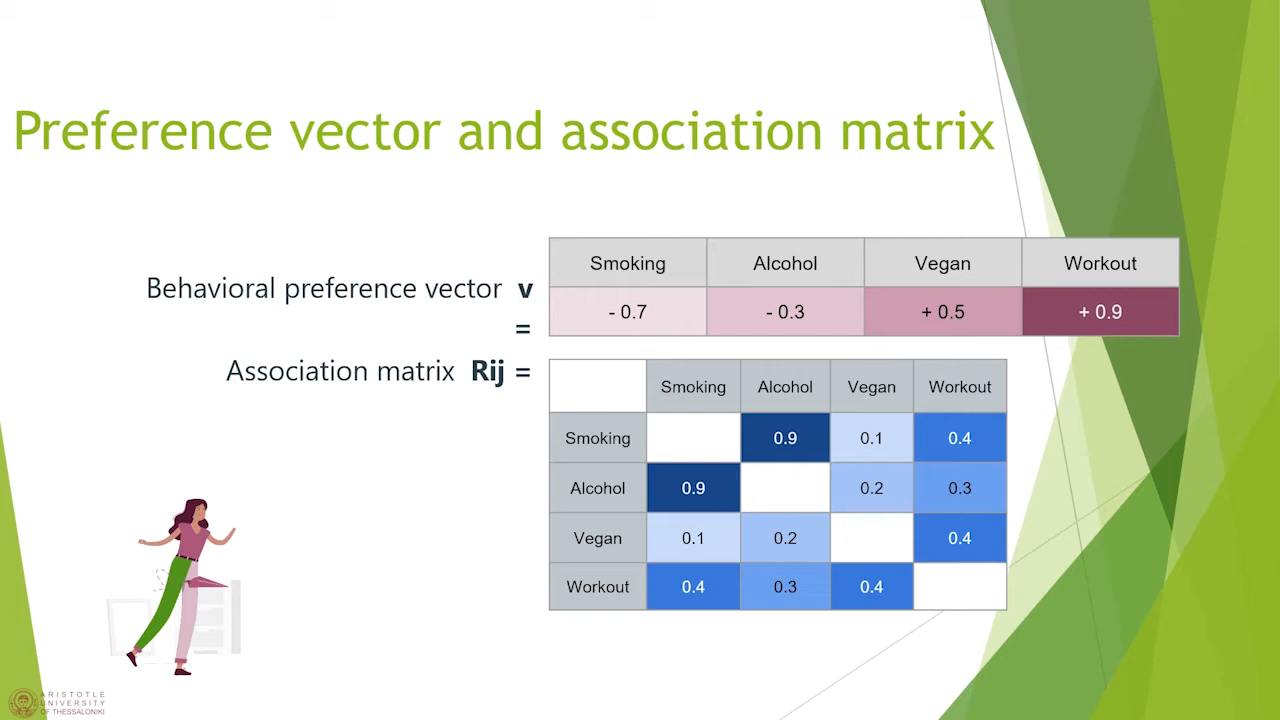 Preference vector and association matrix
Behavioral preference vector v
=
Smoking Alcohol Vegan Workout
- 0.7 - 0.3 + 0.5 + 0.9
Association matrix Rij =
Smoking Alcohol Vegan Workout
Smoking 0.9 0.1 0.4
Alcohol 0.9 0.2 0.3
Vegan 0.1 0.2 0.4
Workout 0.4 0.3 0.4
ARISTOTLE
UNIVERSITY
OF THESSALONIKI